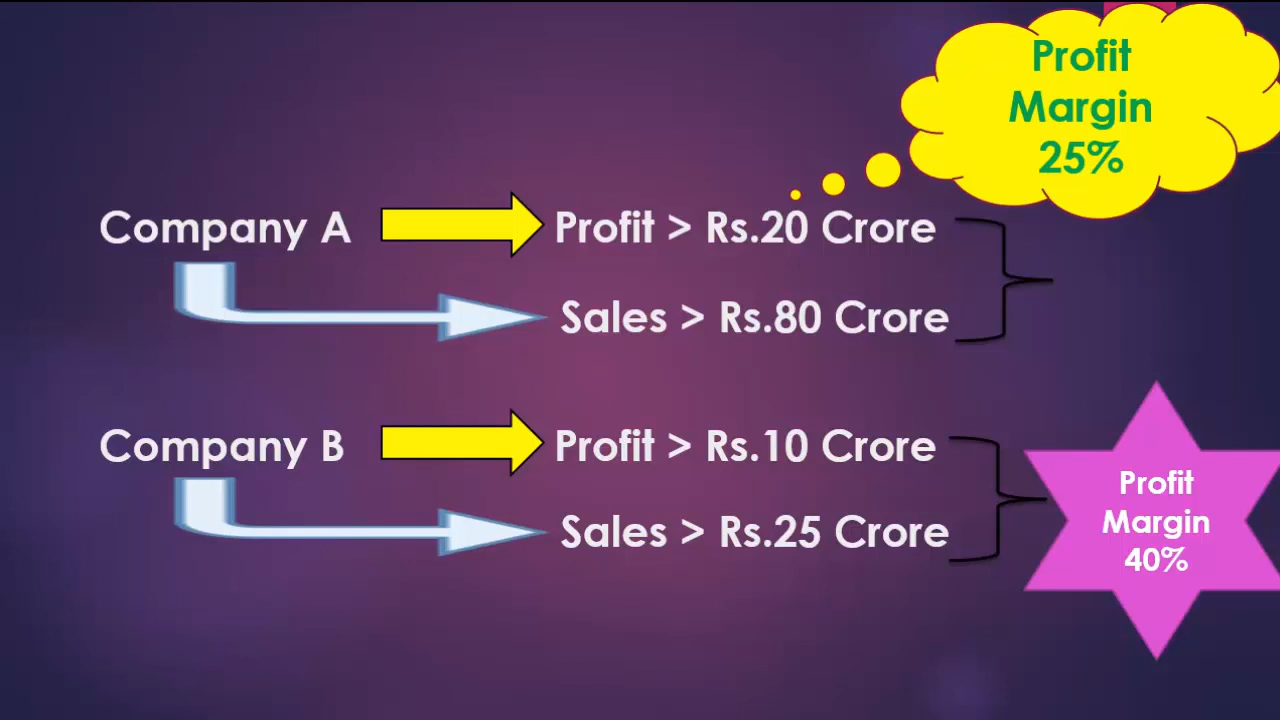 Profit
Margin
25%
Company A
Profit > Rs.20 Crore
Sales > Rs.80 Crore
Company B
Profit > Rs.10 Crore
Sales > Rs.25 Crore
Profit
Margin
40%